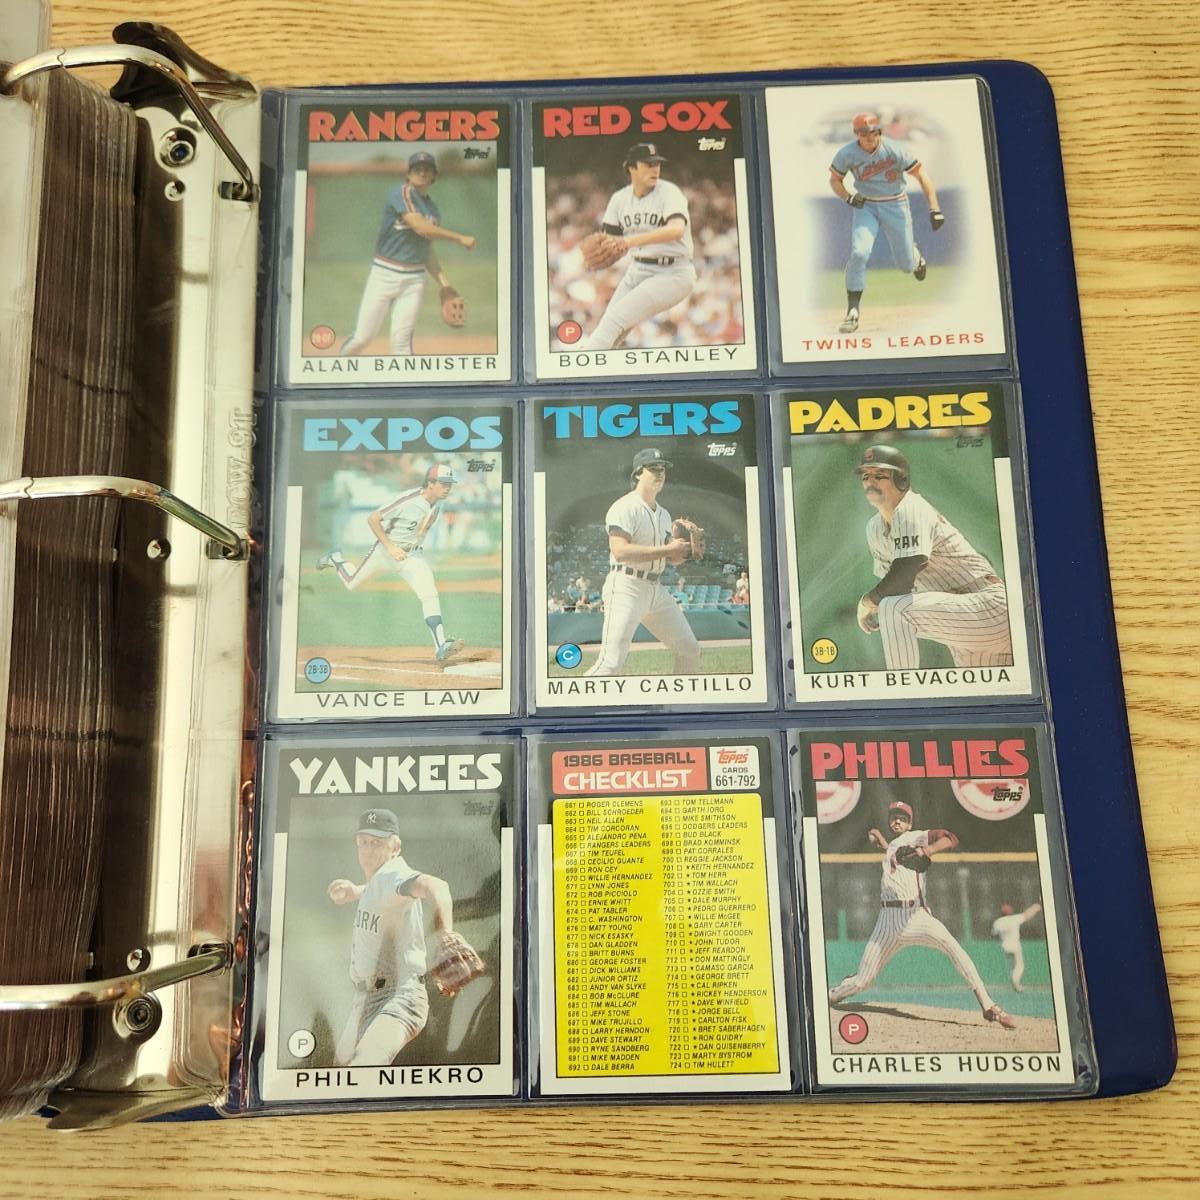 RANGERS
Topps
2B-OF
ALAN BANNISTER
RED SOX
Topps
BOSTON
P
BOB STANLEY
TWINS LEADERS
EXPOS
Topps
2B-3B
VANCE LAW
TIGERS
Topps
C
MARTY CASTILLO
PADRES
Topps
RAK
3B-1B
KURT BEVACQUA
YANKEES
Topps
NY
ORK
P
PHIL NIEKRO
1986 BASEBALL
CHECKLIST
Topps
CARDS
661-792
661 ROGER CLEMENS
662 BILL SCHROEDER
663 NEIL ALLEN
664 TIM CORCORAN
665 ALEJANDRO PENA
666 RANGERS LEADERS
667 TIM TEUFEL
668 CECILIO GUANTE
669 RON CEY
670 WILLIE HERNANDEZ
671 LYNN JONES
672 ROB PICCIOLO
673 ERNIE WHITT
674 PAT TABLER
675 C. WASHINGTON
676 MATT YOUNG
677 NICK ESASKY
678 DAN GLADDEN
679 BRITT BURNS
680 GEORGE FOSTER
681 DICK WILLIAMS
682 JUNIOR ORTIZ
683 ANDY VAN SLYKE
684 BOB McCLURE
685 TIM WALLACH
686 JEFF STONE
687 MIKE TRUJILLO
688 LARRY HERNDON
689 DAVE STEWART
690 RYNE SANDBERG
691 MIKE MADDEN
692 DALE BERRA
693 TOM TELLMANN
694 GARTH IORG
695 MIKE SMITHSON
696 DODGERS LEADERS
697 BUD BLACK
698 BRAD KOMMINSK
699 PAT CORRALES
700 REGGIE JACKSON
701 ★ KEITH HERNANDEZ
702 ★ TOM HERR
703 ★ TIM WALLACH
704 ★ OZZIE SMITH
705 ★ DALE MURPHY
706 ★ PEDRO GUERRERO
707 ★ WILLIE McGEE
708 ★ GARY CARTER
709 ★ DWIGHT GOODEN
710 ★ JOHN TUDOR
711 ★ JEFF REARDON
712 ★ DON MATTINGLY
713 ★ DAMASO GARCIA
714 ★ GEORGE BRETT
715 ★ CAL RIPKEN
716 ★ RICKEY HENDERSON
717 ★ DAVE WINFIELD
718 ★ JORGE BELL
719 ★ CARLTON FISK
720 ★ BRET SABERHAGEN
721 ★ RON GUIDRY
722 ★ DAN QUISENBERRY
723 MARTY BYSTROM
724 TIM HULETT
PHILLIES
Topps
P
CHARLES HUDSON